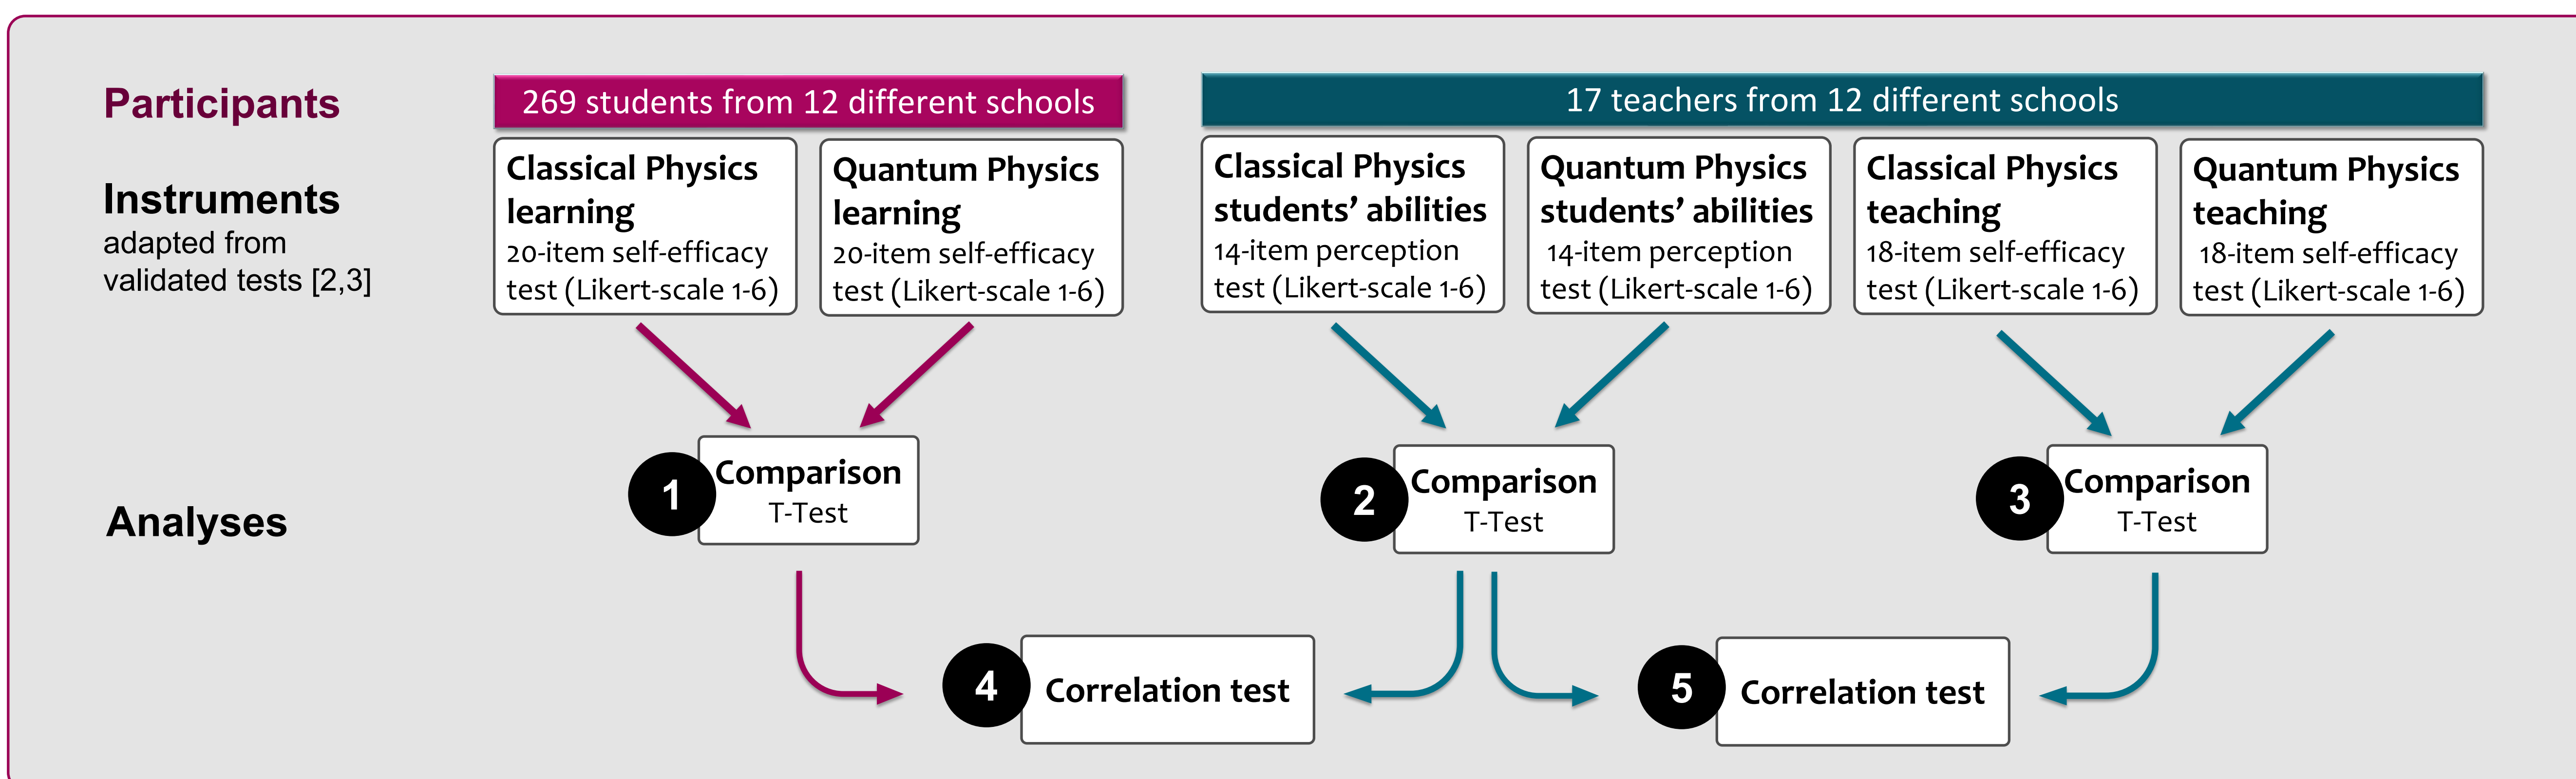 Participants
269 students from 12 different schools
17 teachers from 12 different schools
Instruments
adapted from
validated tests [2,3]
Classical Physics
learning
20-item self-efficacy
test (Likert-scale 1-6)
Quantum Physics
learning
20-item self-efficacy
test (Likert-scale 1-6)
Classical Physics
students’ abilities
14-item perception
test (Likert-scale 1-6)
Quantum Physics
students’ abilities
14-item perception
test (Likert-scale 1-6)
Classical Physics
teaching
18-item self-efficacy
test (Likert-scale 1-6)
Quantum Physics
teaching
18-item self-efficacy
test (Likert-scale 1-6)
Analyses
1
Comparison
T-Test
2
Comparison
T-Test
3
Comparison
T-Test
4
Correlation test
5
Correlation test